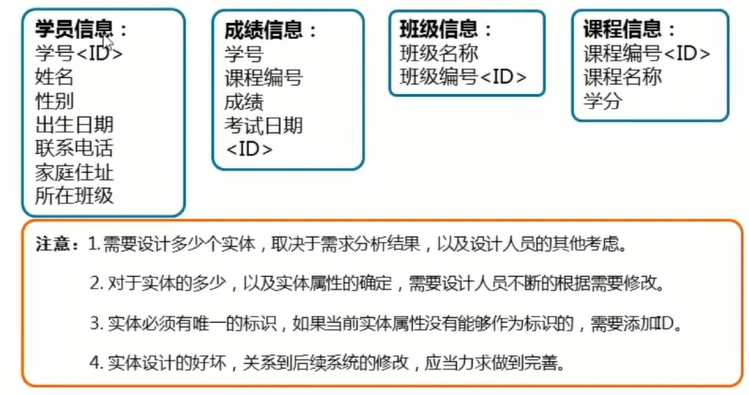 学员信息：
学号<ID>
姓名
性别
出生日期
联系电话
家庭住址
所在班级
成绩信息：
学号
课程编号
成绩
考试日期
<ID>
班级信息：
班级名称
班级编号<ID>
课程信息：
课程编号<ID>
课程名称
学分
注意：1. 需要设计多少个实体，取决于需求分析结果，以及设计人员的其他考虑。
2. 对于实体的多少，以及实体属性的确定，需要设计人员不断的根据需要修改。
3. 实体必须有唯一的标识，如果当前实体属性没有能够作为标识的，需要添加ID。
4. 实体设计的好坏，关系到后续系统的修改，应当力求做到完善。